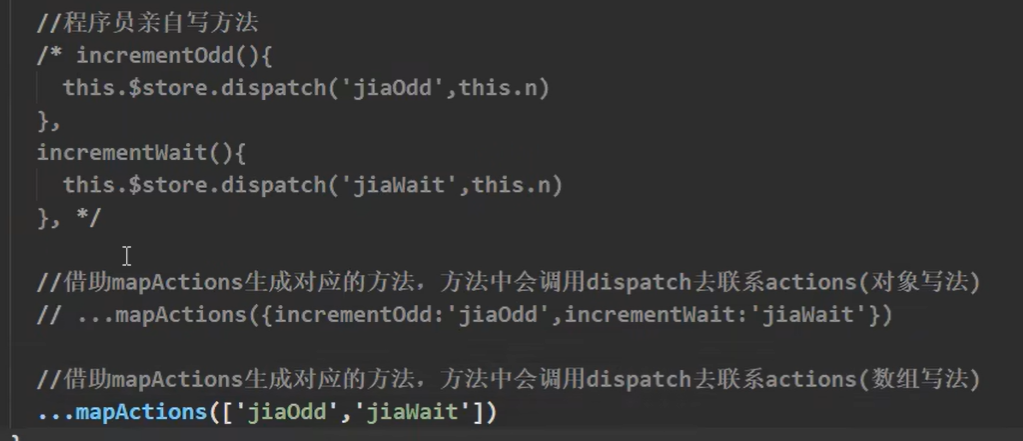 //程序员亲自写方法
/* incrementOdd(){
this.$store.dispatch('jiaOdd',this.n)
},
incrementWait(){
this.$store.dispatch('jiaWait',this.n)
}, */
//借助mapActions生成对应的方法，方法中会调用dispatch去联系actions(对象写法)
// ...mapActions({incrementOdd:'jiaOdd',incrementWait:'jiaWait'})
//借助mapActions生成对应的方法，方法中会调用dispatch去联系actions(数组写法)
...mapActions(['jiaOdd','jiaWait'])